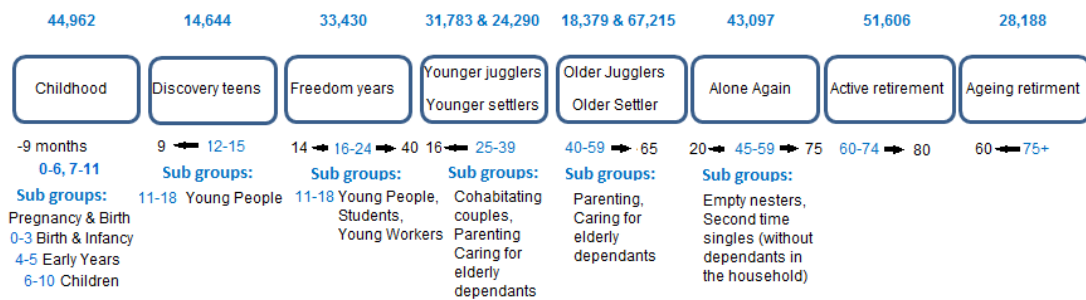 44,962
14,644
33,430
31,783 & 24,290
18,379 & 67,215
43,097
51,606
28,188
Childhood
Discovery teens
Freedom years
Younger jugglers
Younger settlers
Older Jugglers
Older Settler
Alone Again
Active retirement
Ageing retirment
-9 months
0-6, 7-11
Sub groups:
Pregnancy & Birth
0-3 Birth & Infancy
4-5 Early Years
6-10 Children
9 12-15
Sub groups:
11-18 Young People
14 16-24 40
Sub groups:
11-18 Young People,
Students,
Young Workers
16 25-39
Sub groups:
Cohabitating
couples,
Parenting
Caring for
elderly
dependants
40-59 65
Sub groups:
Parenting,
Caring for
elderly
dependants
20 45-59 75
Sub groups:
Empty nesters,
Second time
singles (without
dependants in
the household)
60-74 80
60 75+